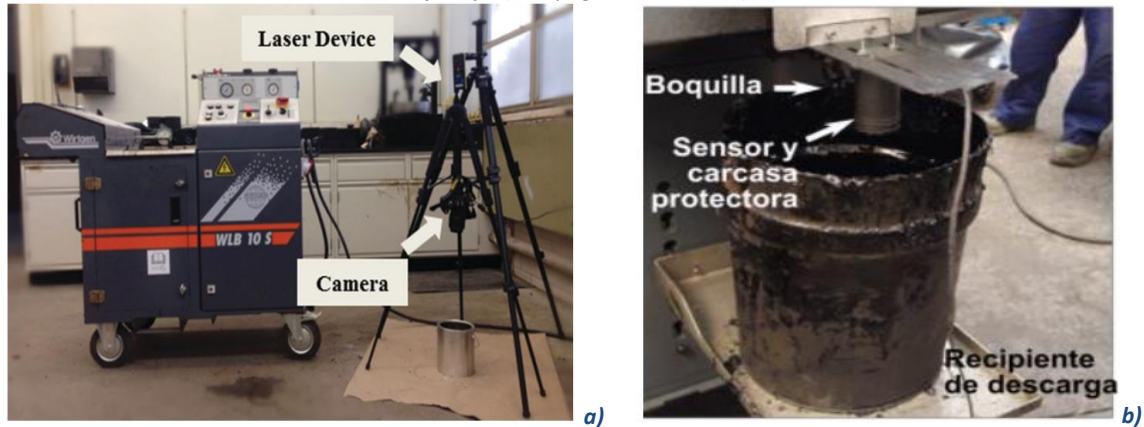 Laser Device
Wirtgen
WLB 10 S
Camera
a)
Boquilla
Sensor y
carcasa
protectora
Recipiente
de descarga
b)